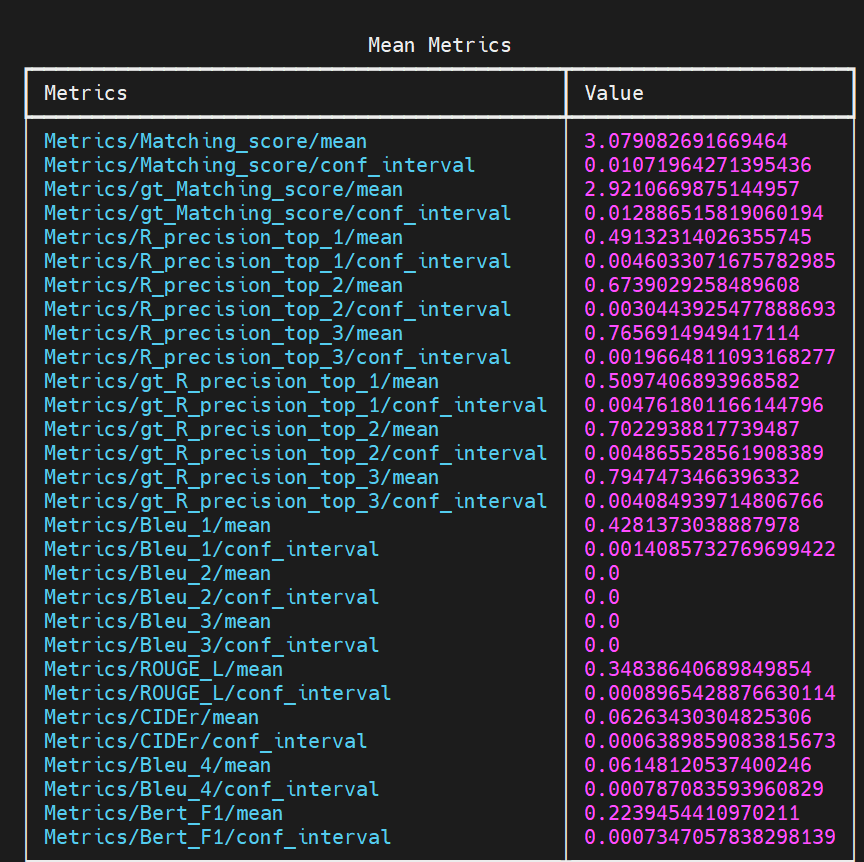 Mean Metrics
Metrics Value
Metrics/Matching_score/mean 3.079082691669464
Metrics/Matching_score/conf_interval 0.01071964271395436
Metrics/gt_Matching_score/mean 2.9210669875144957
Metrics/gt_Matching_score/conf_interval 0.012886515819060194
Metrics/R_precision_top_1/mean 0.49132314026355745
Metrics/R_precision_top_1/conf_interval 0.0046033071675782985
Metrics/R_precision_top_2/mean 0.6739029258489608
Metrics/R_precision_top_2/conf_interval 0.0030443925477888693
Metrics/R_precision_top_3/mean 0.7656914949417114
Metrics/R_precision_top_3/conf_interval 0.0019664811093168277
Metrics/gt_R_precision_top_1/mean 0.5097406893968582
Metrics/gt_R_precision_top_1/conf_interval 0.004761801166144796
Metrics/gt_R_precision_top_2/mean 0.7022938817739487
Metrics/gt_R_precision_top_2/conf_interval 0.004865528561908389
Metrics/gt_R_precision_top_3/mean 0.7947473466396332
Metrics/gt_R_precision_top_3/conf_interval 0.004084939714806766
Metrics/Bleu_1/mean 0.4281373038887978
Metrics/Bleu_1/conf_interval 0.0014085732769699422
Metrics/Bleu_2/mean 0.0
Metrics/Bleu_2/conf_interval 0.0
Metrics/Bleu_3/mean 0.0
Metrics/Bleu_3/conf_interval 0.0
Metrics/ROUGE_L/mean 0.34838640689849854
Metrics/ROUGE_L/conf_interval 0.0008965428876630114
Metrics/CIDEr/mean 0.06263430304825306
Metrics/CIDEr/conf_interval 0.0006389859083815673
Metrics/Bleu_4/mean 0.06148120537400246
Metrics/Bleu_4/conf_interval 0.000787083593960829
Metrics/Bert_F1/mean 0.2239454410970211
Metrics/Bert_F1/conf_interval 0.0007347057838298139